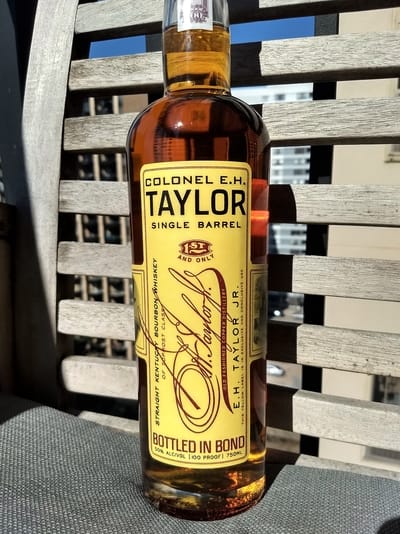 COLONEL E.H.
TAYLOR
SINGLE BARREL
1ST
AND ONLY
STRAIGHT KENTUCKY BOURBON WHISKEY
E.H. TAYLOR JR.
BOTTLED IN BOND
50% ALC/VOL | 100 PROOF | 750ML